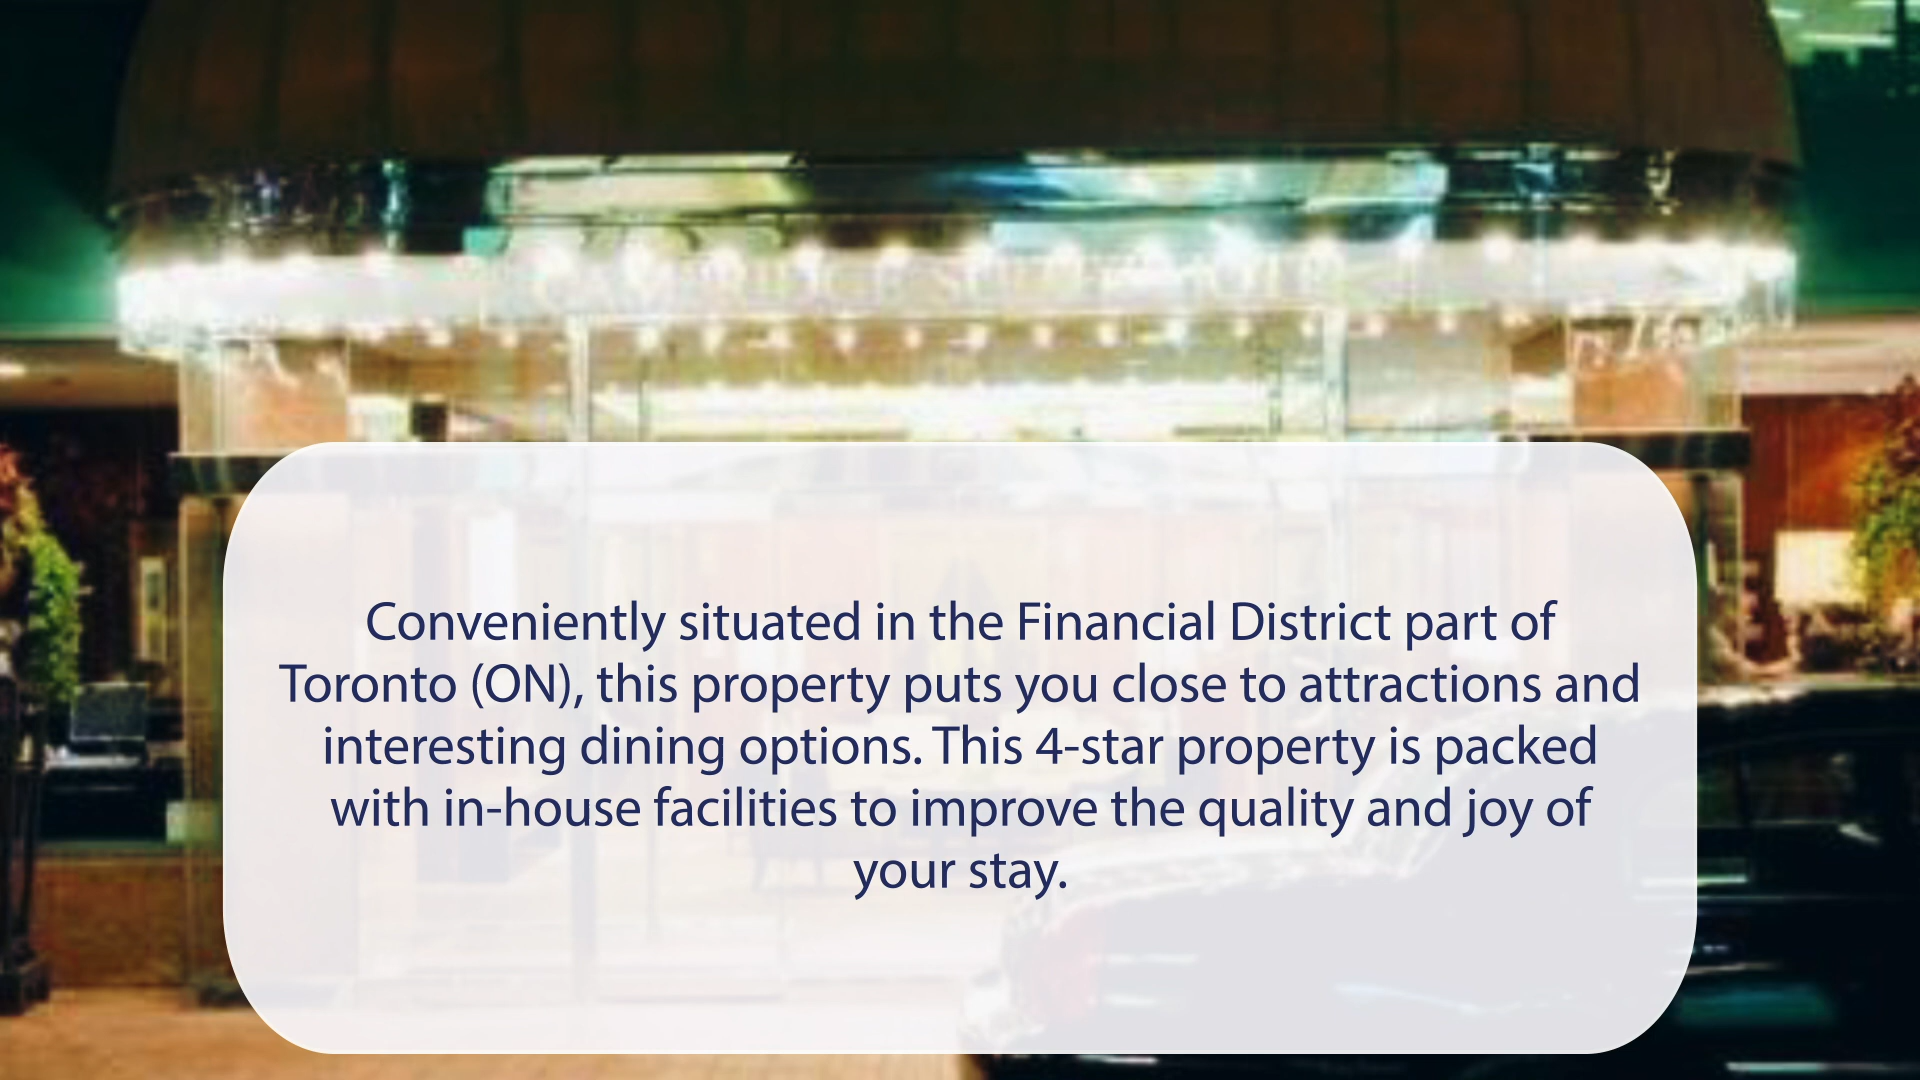 Conveniently situated in the Financial District part of
Toronto (ON), this property puts you close to attractions and
interesting dining options. This 4-star property is packed
with in-house facilities to improve the quality and joy of
your stay.